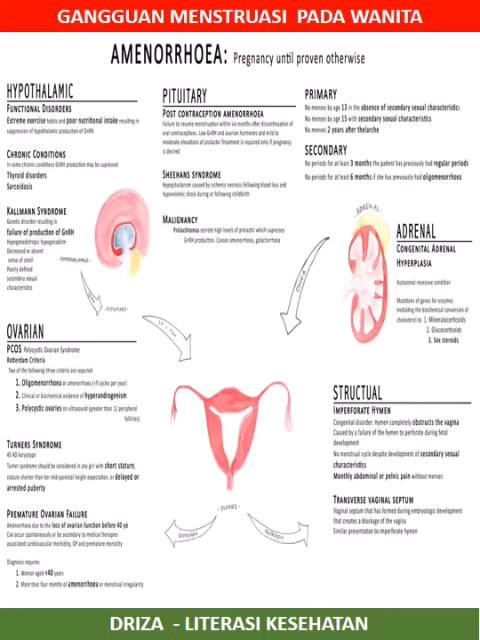 GANGGUAN MENSTRUASI PADA WANITA
AMENORRHOEA: Pregnancy until proven otherwise
HYPOTHALAMIC
FUNCTIONAL DISORDERS
Extreme exercise habits and poor nutritional intake resulting in
suppression of hypothalamic production of GnRH
CHRONIC CONDITIONS
In some chronic conditions GnRH production may be supressed
Thyroid disorders
Sarcoidosis
KALLMANN SYNDROME
Genetic disorder resulting in
failure of production of GnRH
Hypogonadotropic hypogonadism
Decreased or absent
sense of smell
Poorly defined
secondary sexual
characteristics
PITUITARY
POST CONTRACEPTION AMENORRHOEA
Failure to resume menstruation within six months after discontinuation of
oral contraceptives. Low GnRH and ovarian hormones and mild to
moderate elevations of prolactin Treatment is required only if pregnancy
is desired
SHEEHANS SYNDROME
Hypopituitarism caused by ischemic necrosis following blood loss and
hypovolemic shock during or following childbirth
MALIGNANCY
Prolactinomas secrete high levels of prolactin which supresses
GnRH production. Causes amenorrhoea, galactorrhoea
PRIMARY
No menses by age 13 in the absence of secondary sexual characteristics
No menses by age 15 with secondary sexual characteristics
No menses 2 years after thelarche
SECONDARY
No periods for at least 3 months the patient has previously had regular periods
No periods for at least 6 months if she has previously had oligomenorrhoea
HYPOTHALAMUS
PITUITARY
LH + FSH
ADRENAL
ADRENAL
CONGENITAL ADRENAL
HYPERPLASIA
Autosomal recessive condition
Mutations of genes for enzymes
mediating the biochemical conversion of
cholesterol to 1. Mineralocorticoids
2. Glucocorticoids
3. Sex steroids
OVARIAN
PCOS Polycystic Ovarian Syndrome
Rotterdam Criteria
Two of the following three criteria are required:
1. Oligomenorrhoea or amenorrhoea (<9 cycles per year)
2. Clinical or biochemical evidence of hyperandrogenism
3. Polycystic ovaries on ultrasound (greater than 12 peripheral
follicles)
TURNERS SYNDROME
45 XO karyotype
Turner syndrome should be considered in any girl with short stature,
stature shorter than her mid-parental height expectation, or delayed or
arrested puberty
PREMATURE OVARIAN FAILURE
Amenorrhoea due to the loss of ovarian function before 40 yo
Can occur spontaneously or be secondary to medical therapies
associated cardiovascular morbidity, OP and premature mortality
Diagnosis requires
1. Woman aged <40 years
2. More than four months of amenorrhoea or menstrual irregularity
- OVARIES -
OESTROGEN
STRUCTUAL
IMPERFORATE HYMEN
Congenital disorder: Hymen completely obstructs the vagina
Caused by a failure of the hymen to perforate during fetal
development
No menstrual cycle despite development of secondary sexual
characteristics
Monthly abdominal or pelvic pain without menses
TRANSVERSE VAGINAL SEPTUM
Vaginal septum that has formed during embryologic development
that creates a blockage of the vagina
Similar presentation to imperforate hymen
DRIZA - LITERASI KESEHATAN